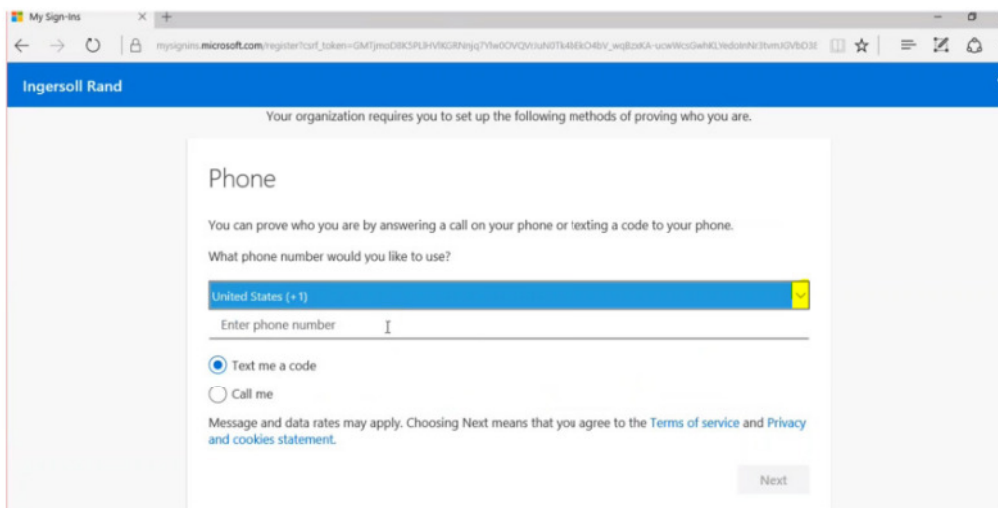 My Sign-Ins
mysignins.microsoft.com/register?csrf_token=
Ingersoll Rand
Your organization requires you to set up the following methods of proving who you are.
Phone
You can prove who you are by answering a call on your phone or texting a code to your phone.
What phone number would you like to use?
United States (+1)
Enter phone number
Text me a code
Call me
Message and data rates may apply. Choosing Next means that you agree to the Terms of service and Privacy
and cookies statement.
Next